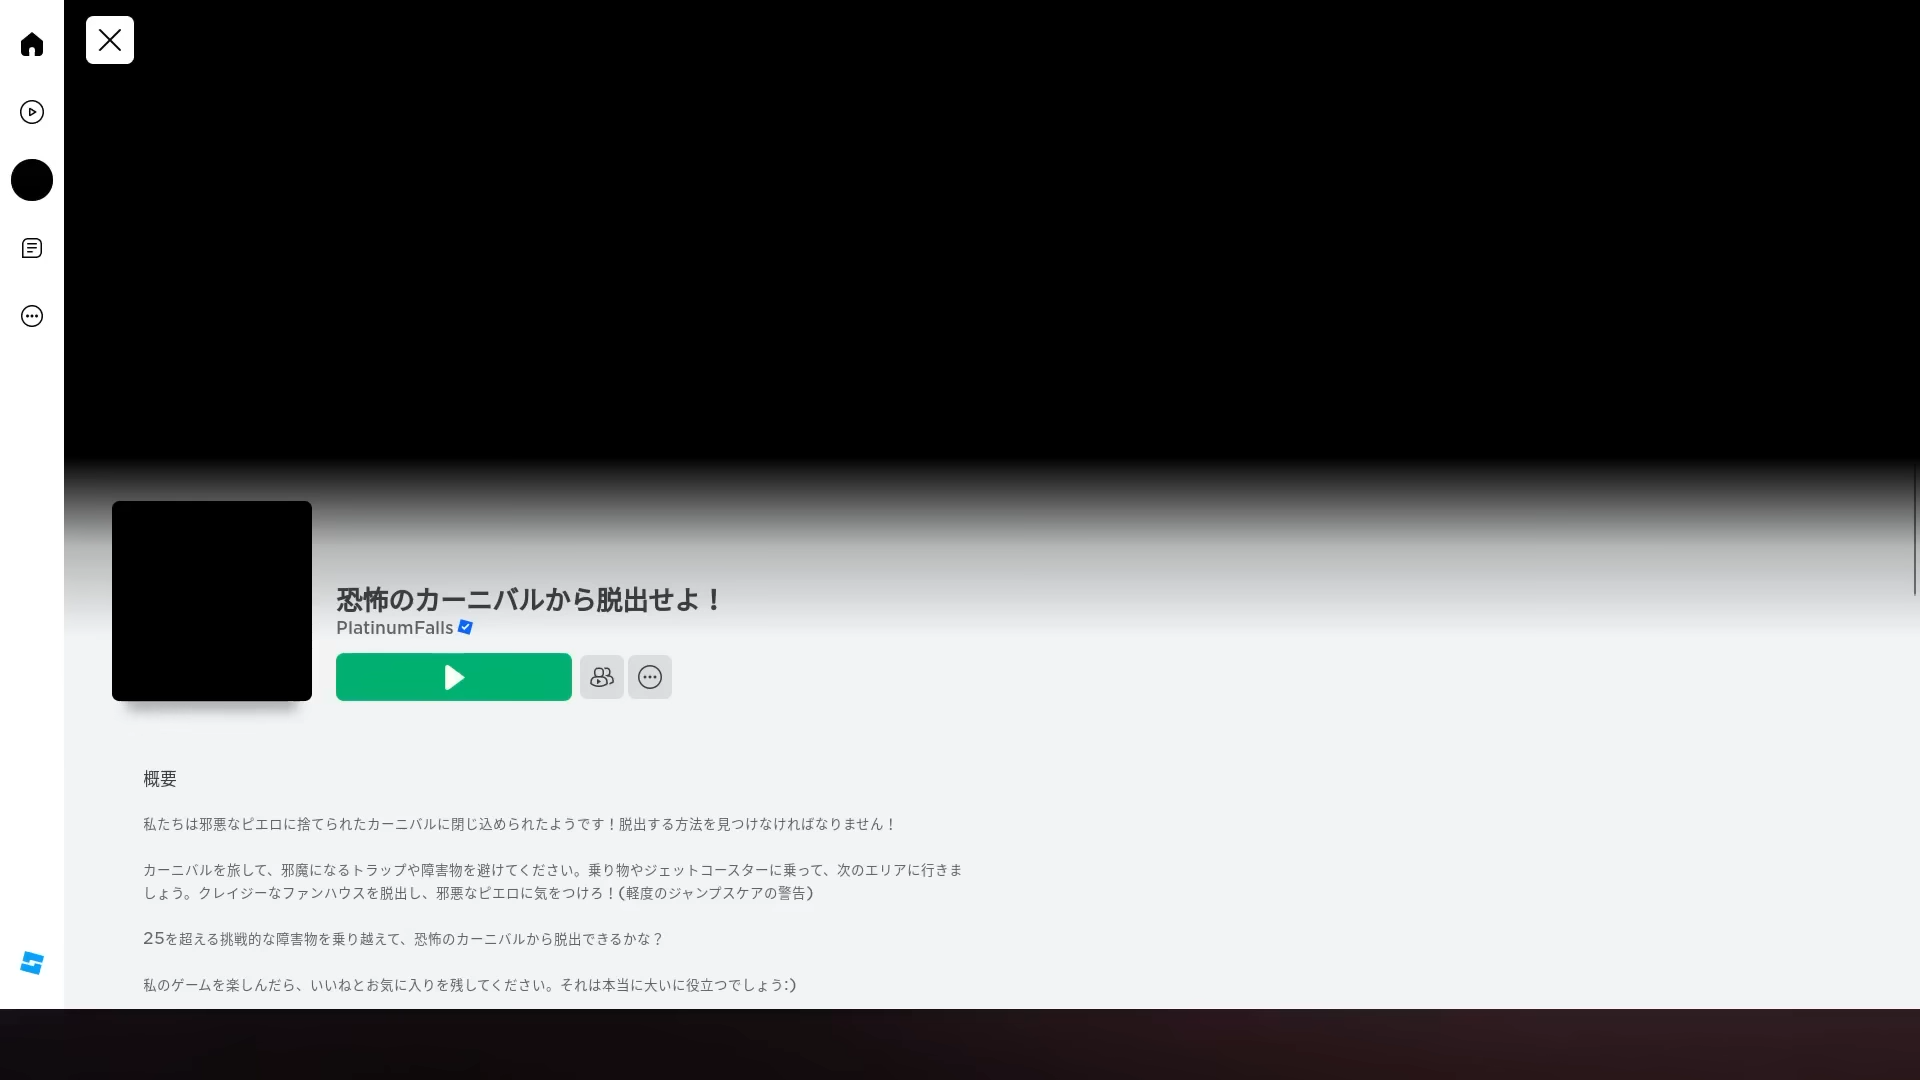 恐怖のカーニバルから脱出せよ！
PlatinumFalls
概要
私たちは邪悪なピエロに捨てられたカーニバルに閉じ込められたようです！脱出する方法を見つけなければなりません！
カーニバルを旅して、邪魔になるトラップや障害物を避けてください。乗り物やジェットコースターに乗って、次のエリアに行きま
しょう。クレイジーなファンハウスを脱出し、邪悪なピエロに気をつけろ！(軽度のジャンプスケアの警告)
25を超える挑戦的な障害物を乗り越えて、恐怖のカーニバルから脱出できるかな？
私のゲームを楽しんだら、いいねとお気に入りを残してください。それは本当に大いに役立つでしょう:)